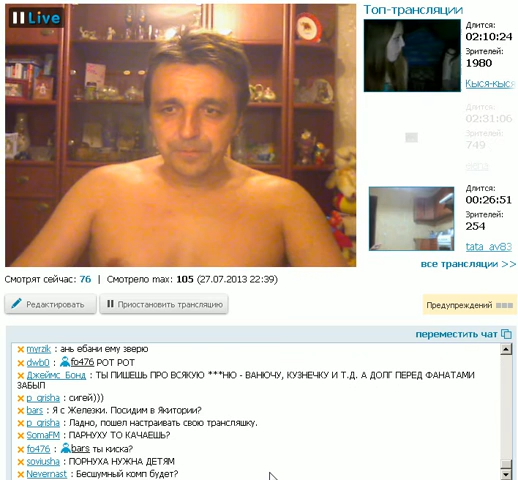 Live
Топ-трансляции
Длится:
02:10:24
Зрителей:
1980
Кыся-кыс
Длится:
02:31:06
Зрителей:
749
Длится:
00:26:51
Зрителей:
254
tata_av83
все трансляции >>
Смотрят сейчас: 76 | Смотрело max: 105 (27.07.2013 22:39)
Редактировать
Приостановить трансляцию
Предупреждений
переместить чат
mvrzik : ань ебани ему зверю
dwb0 : fo476 РОТ РОТ
Джеймс_Бонд : ТЫ ПИШЕШЬ ПРО ВСЯКУЮ ***НЮ - ВАНЮЧУ, КУЗНЕЧКУ И Т.Д. А ДОЛГ ПЕРЕД ФАНАТАМИ
ЗАБЫЛ
p_grisha : сигей)))
bars : Я с Железки. Посидим в Якитории?
p_grisha : Ладно, пошел настраивать свою трансляшку.
SomaFM : ПАРНУХУ ТО КАЧАЕШЬ?
fo476 : bars ты киска?
soviusha : ПОРНУХА НУЖНА ДЕТЯМ
Nevernast : Бесшумный комп будет?